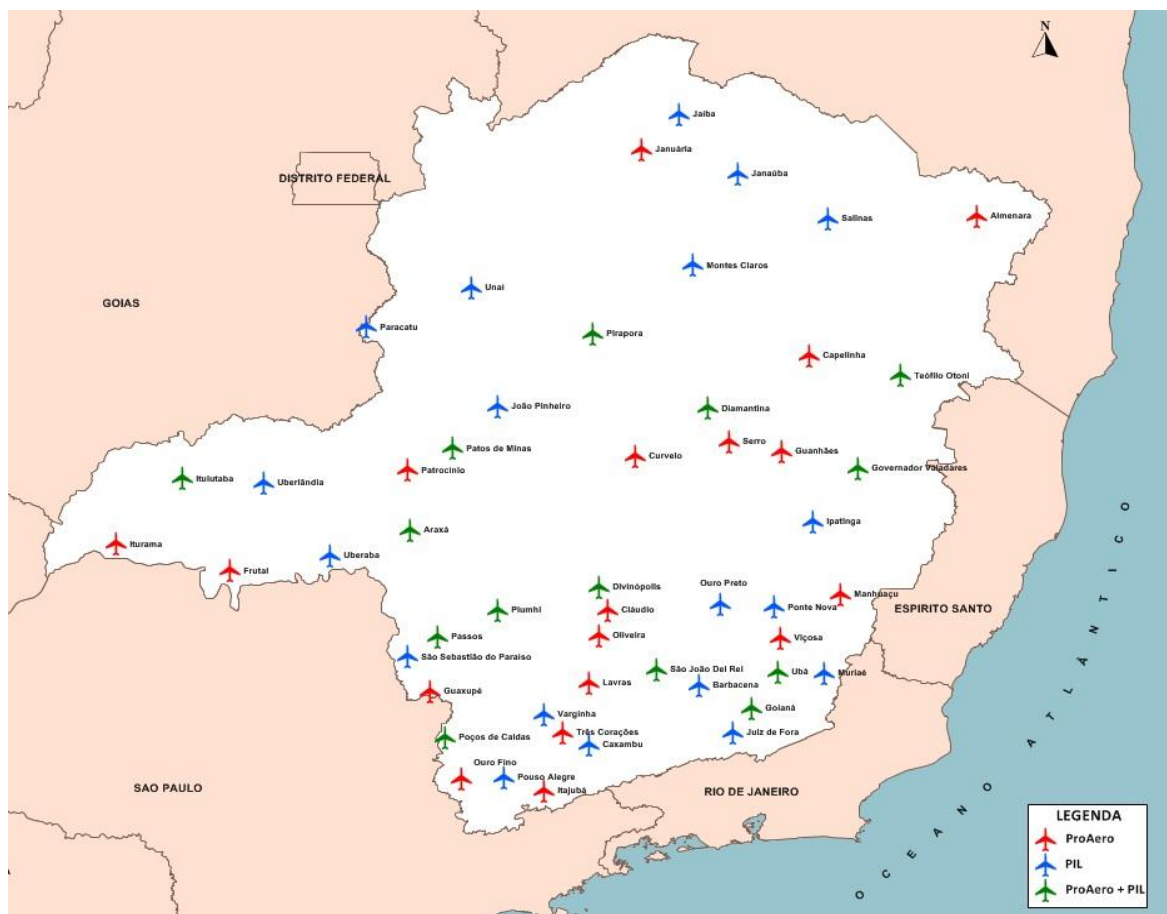 N
Jaíba
Januária
Janaúba
DISTRITO FEDERAL
Salinas
Almenara
Montes Claros
Unaí
GOIAS
Paracatu
Pirapora
Capelinha
Teófilo Otoni
João Pinheiro
Diamantina
Patos de Minas
Serro
Curvelo
Guanhães
Patrocínio
Governador Valadares
Ituiutaba
Uberlândia
Ipatinga
Araxá
Iturama
Uberaba
Frutal
Divinópolis
Ouro Preto
Manhuaçu
Piumhi
Cláudio
Ponte Nova
ESPIRITO SANTO
Passos
Oliveira
Viçosa
São Sebastião do Paraíso
São João Del Rei
Ubá
Muriaé
Lavras
Barbacena
Guaxupé
Goianá
Varginha
Três Corações
Juiz de Fora
Poços de Caldas
Caxambu
Ouro Fino
Pouso Alegre
Itajubá
SAO PAULO
RIO DE JANEIRO
OCEANO ATLÂNTICO
LEGENDA
ProAero
PIL
ProAero + PIL